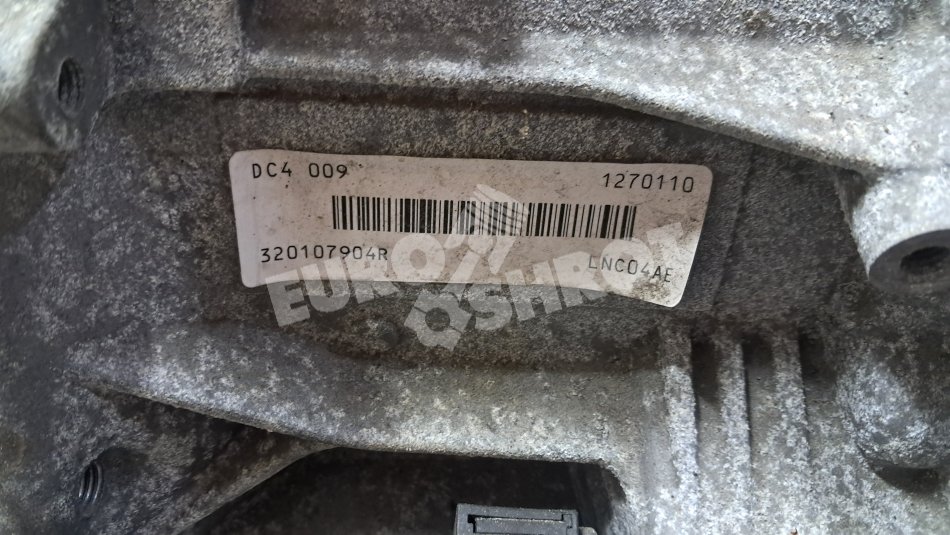 DC4 009 1270110
320107904R LNC04AE
EURO
OSHROT